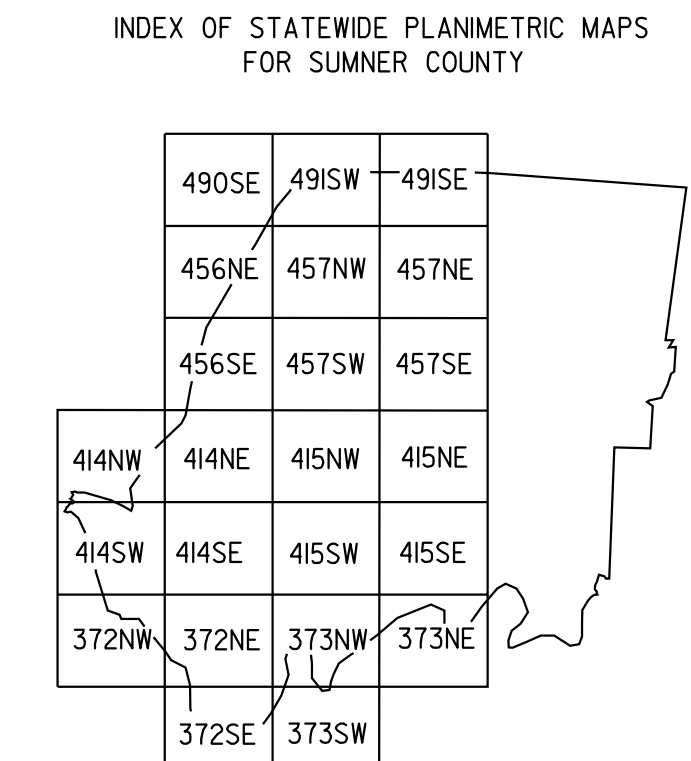 INDEX OF STATEWIDE PLANIMETRIC MAPS
FOR SUMNER COUNTY
490SE 491SW 491SE
456NE 457NW 457NE
456SE 457SW 457SE
414NW 414NE 415NW 415NE
414SW 414SE 415SW 415SE
372NW 372NE 373NW 373NE
372SE 373SW